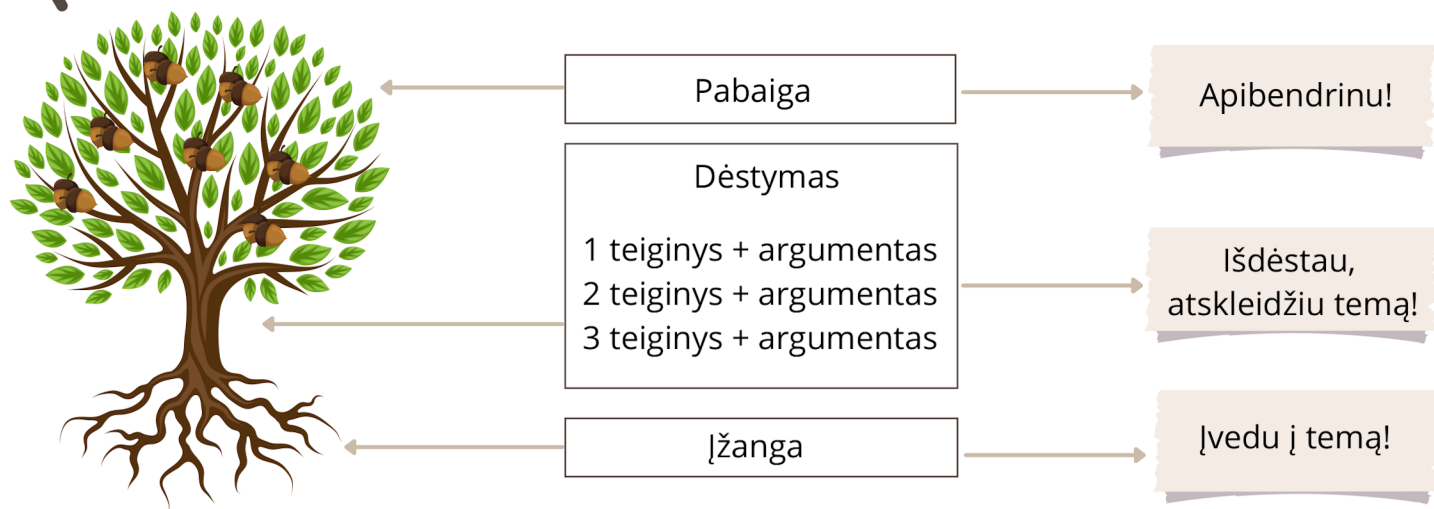 Pabaiga
Apibendrinu!
Dėstymas
1 teiginys + argumentas
2 teiginys + argumentas
3 teiginys + argumentas
Išdėstau,
atskleidžiu temą!
Įžanga
Įvedu į temą!